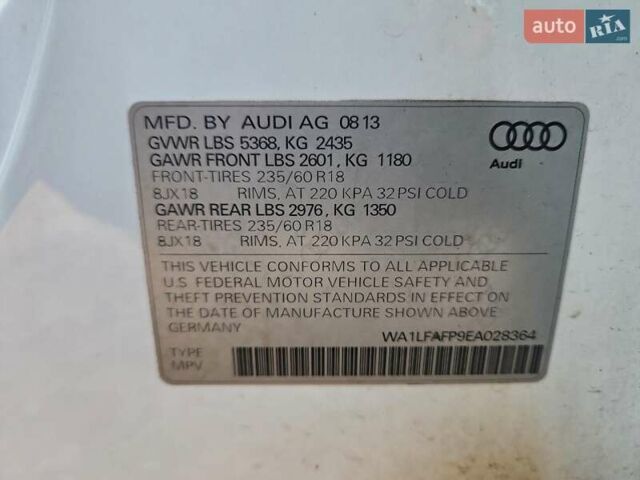 auto RIA.com
MFD. BY AUDI AG 08 13
GVWR LBS 5368, KG 2435
GAWR FRONT LBS 2601, KG 1180
FRONT-TIRES 235/60 R18
8JX18 RIMS, AT 220 KPA 32 PSI COLD
GAWR REAR LBS 2976, KG 1350
REAR-TIRES 235/60 R18
8JX18 RIMS, AT 220 KPA 32 PSI COLD
Audi
THIS VEHICLE CONFORMS TO ALL APPLICABLE
U.S FEDERAL MOTOR VEHICLE SAFETY AND
THEFT PREVENTION STANDARDS IN EFFECT ON
THE DATE OF MANUFACTURE SHOWN ABOVE.
GERMANY
WA1LFAFP9EA028364
TYPE
MPV